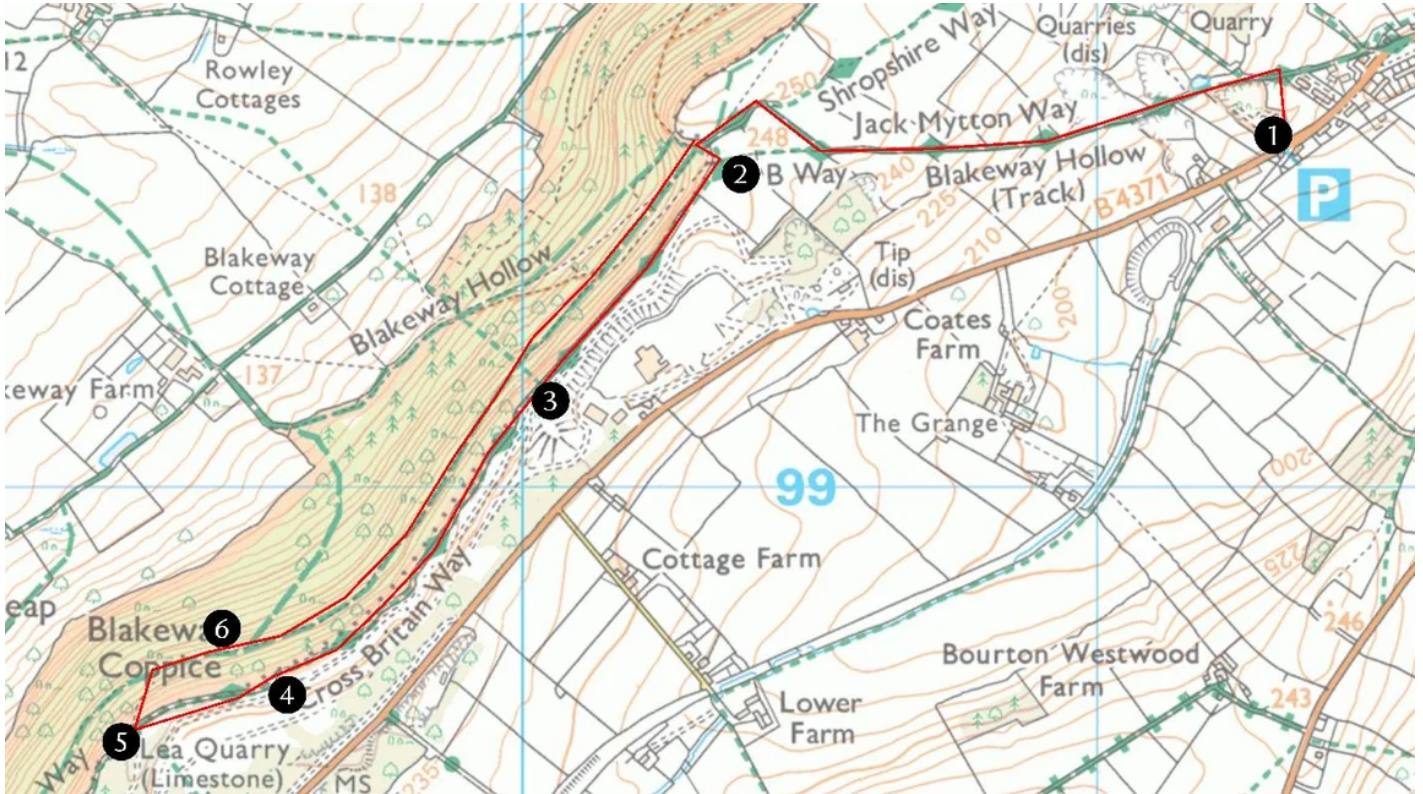 12
Rowley
Cottages
138
Blakeway
Cottage
Blakeway Hollow
keway Farm
137
250
Shropshire Way
Quarries
(dis)
Quarry
Jack Mytton Way
248
1
2
B Way
240
Blakeway Hollow
(Track)
B 4371
P
225
210
Tip
(dis)
200
Coates
Farm
The Grange
3
99
200
225
Cottage Farm
Cross Britain Way
eap
6
Blakeway
Coppice
4
5
Way
Lea Quarry
(Limestone)
MS
235
Lower
Farm
Bourton Westwood
Farm
246
243